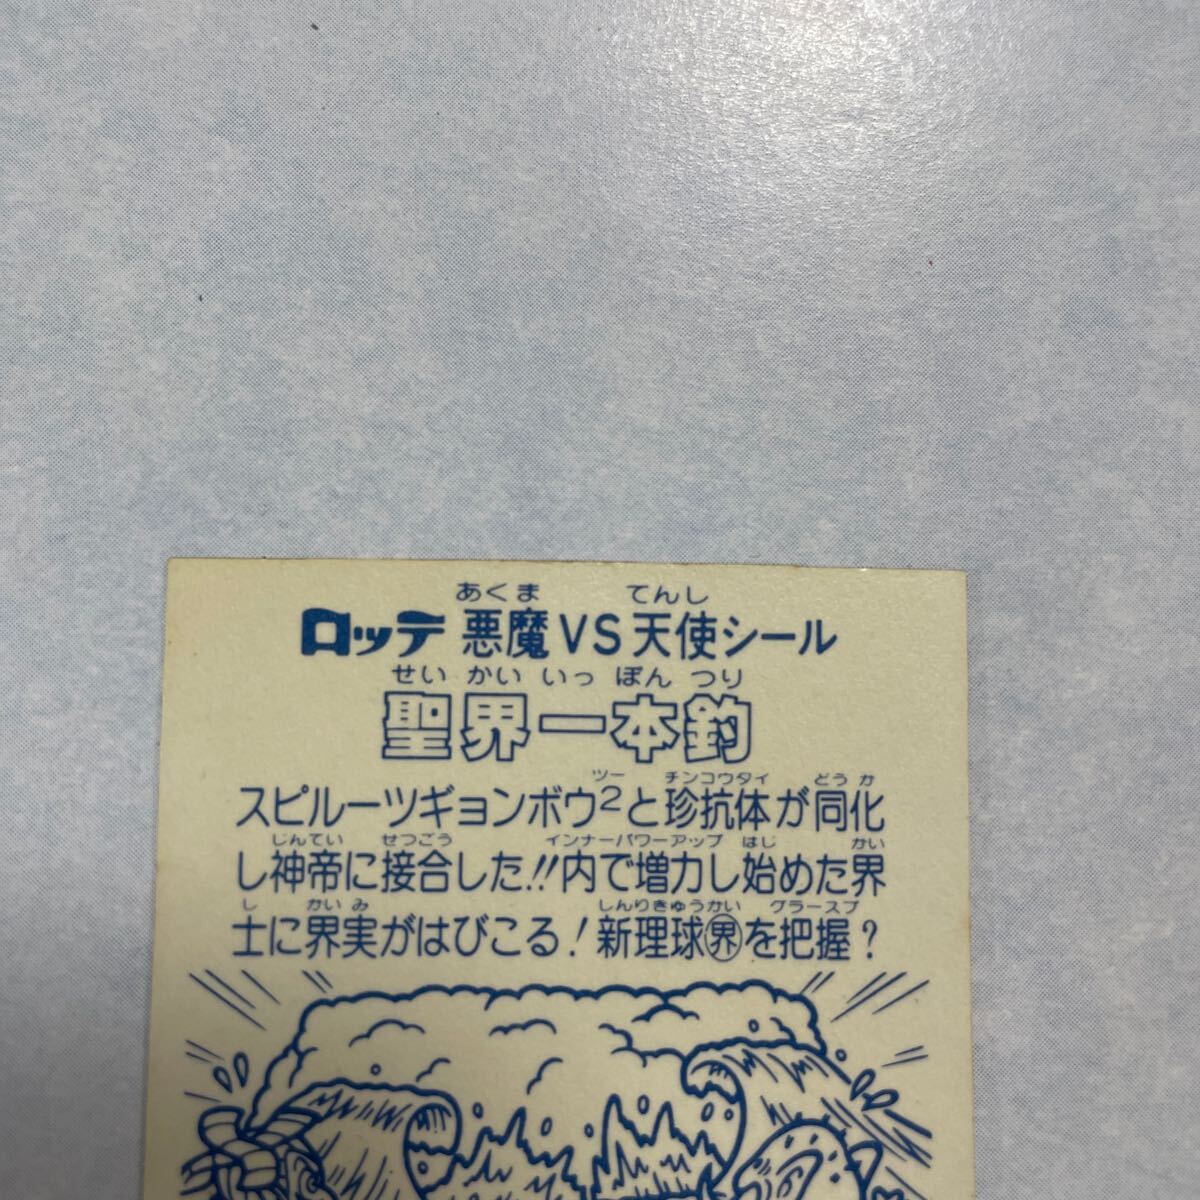 あくま てんし
ロッテ 悪魔VS天使シール
せい かい いっ ぽん つり
聖界一本釣
ツー チンコウタイ どうか
スピルーツギョンボウ2と珍抗体が同化
じんてい せつごう インナーパワーアップ はじ かい
し神帝に接合した!!内で増力し始めた界
し かいみ しんりきゅうかい グラースプ
士に界実がはびこる!新理球㊇を把握?